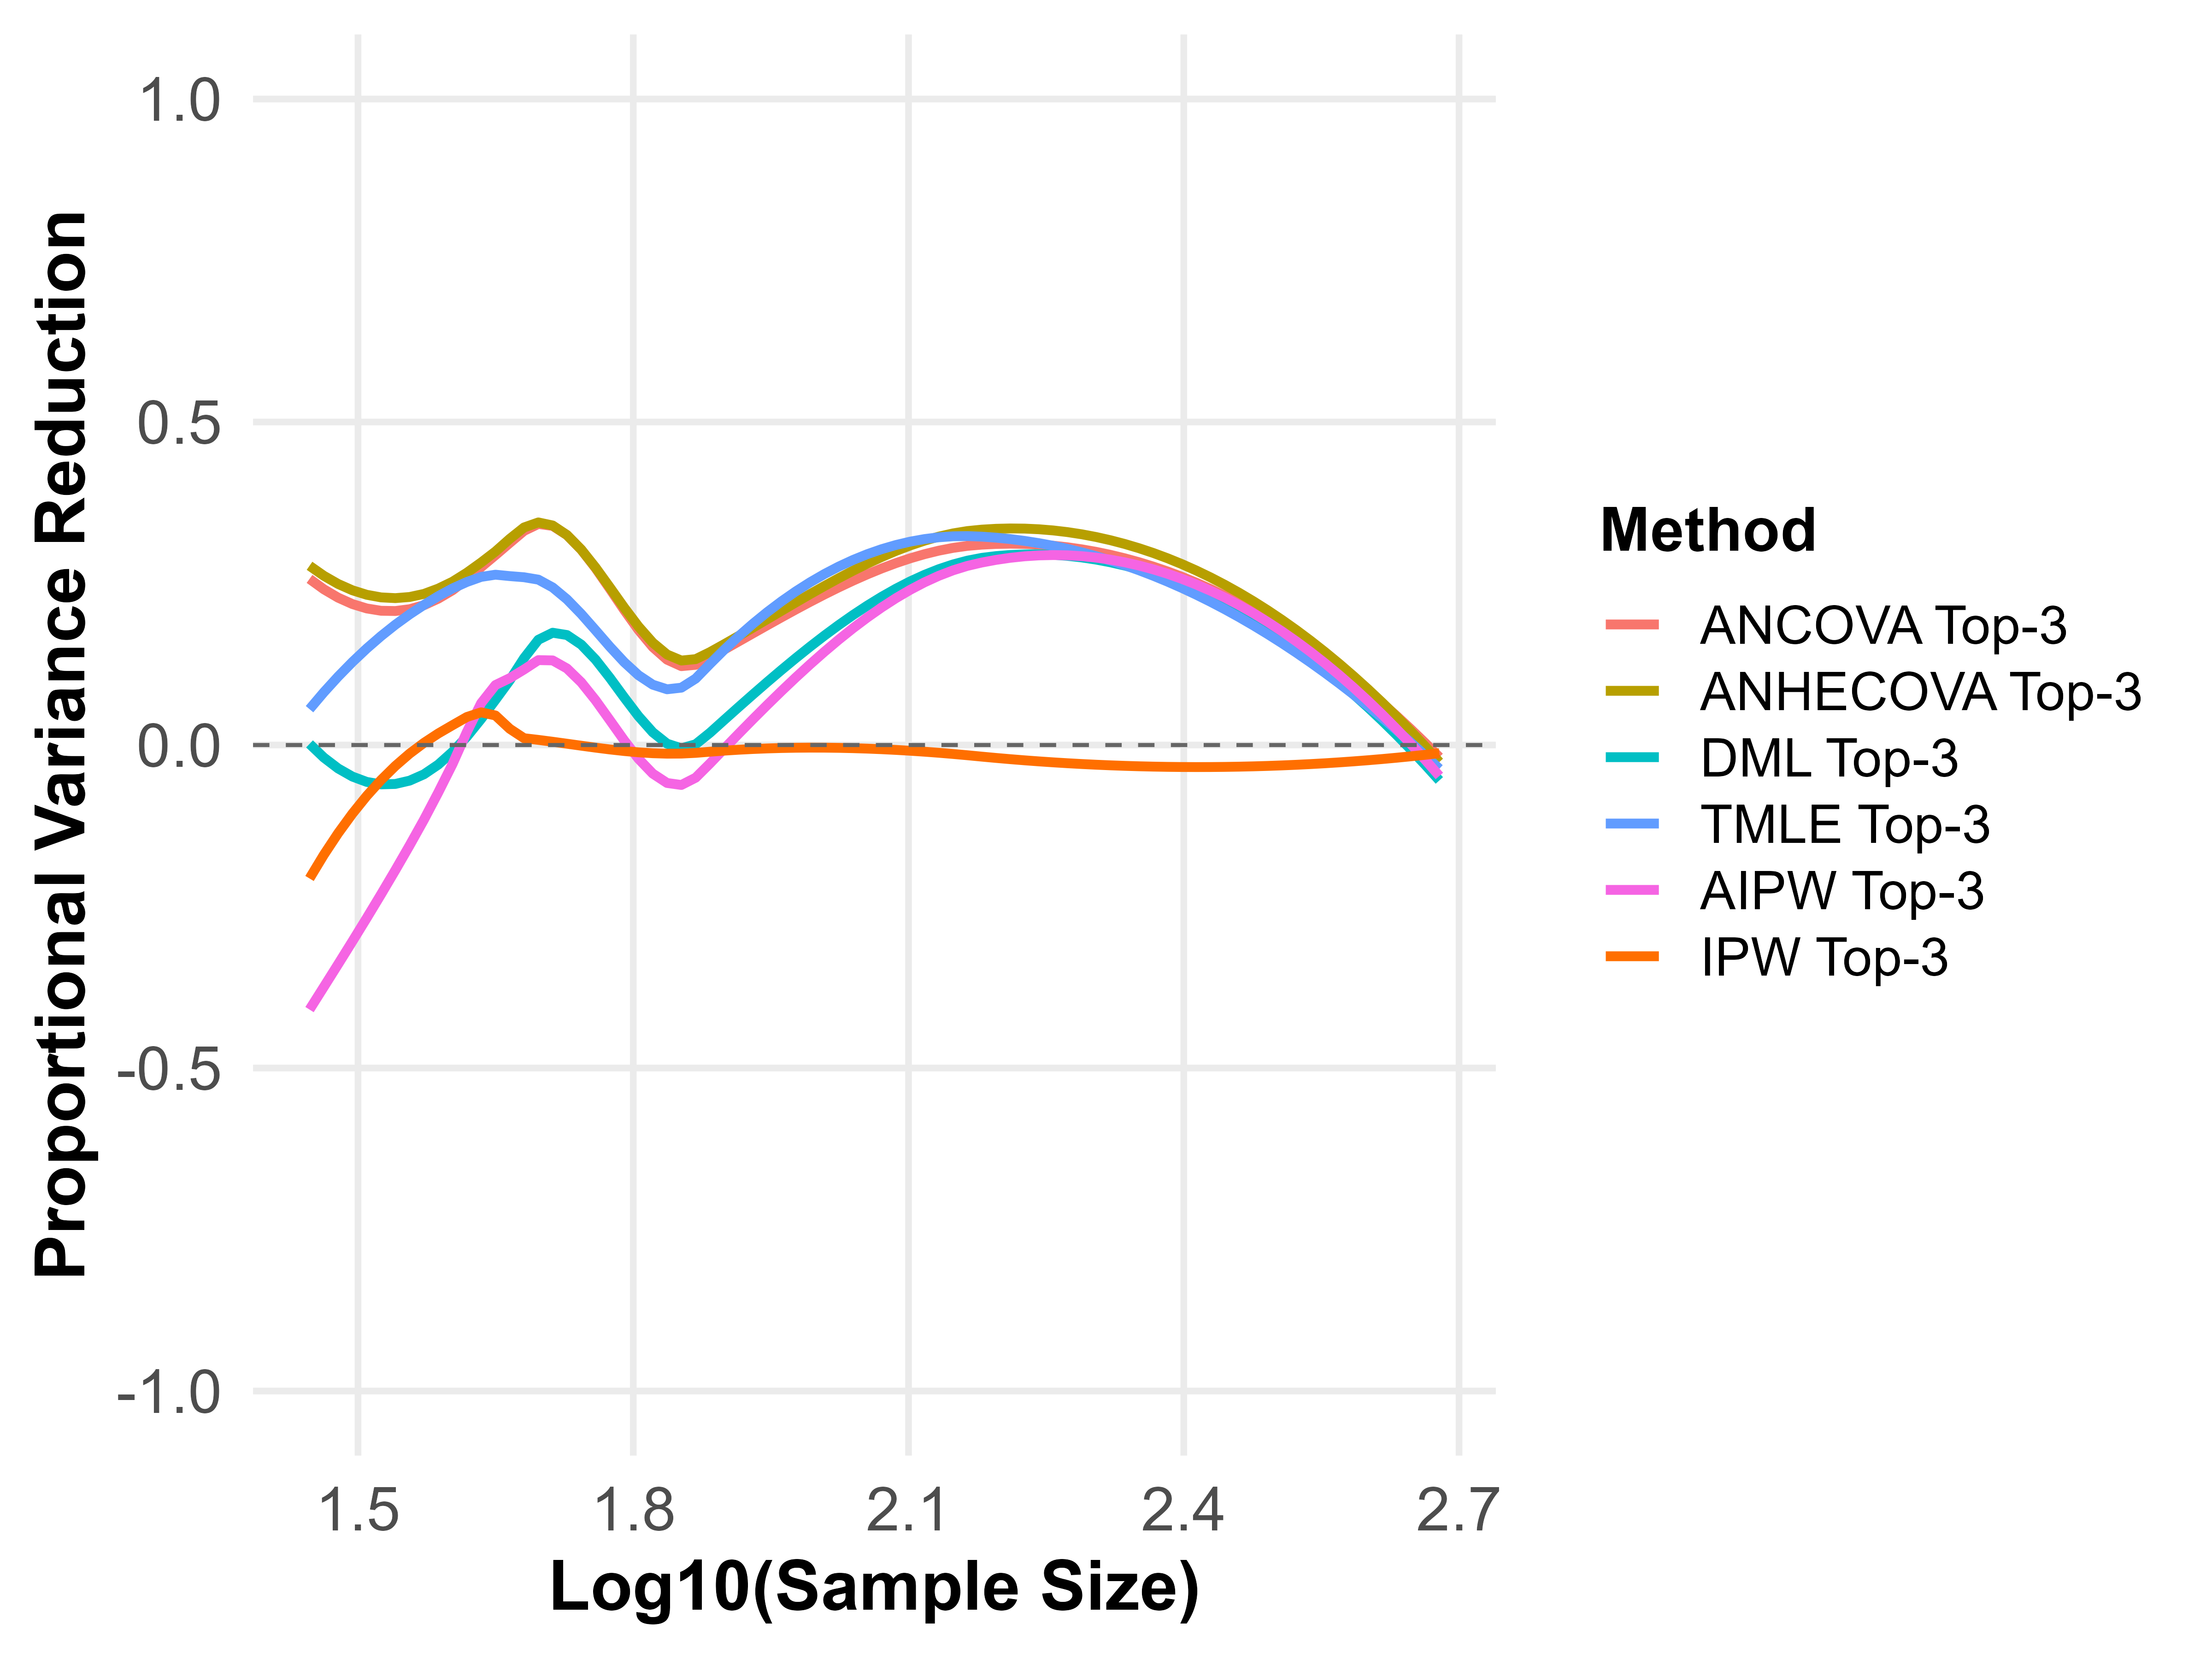 Proportional Variance Reduction
1.0
0.5
0.0
-0.5
-1.0
1.5 1.8 2.1 2.4 2.7
Log10(Sample Size)
Method
ANCOVA Top-3
ANHECOVA Top-3
DML Top-3
TMLE Top-3
AIPW Top-3
IPW Top-3